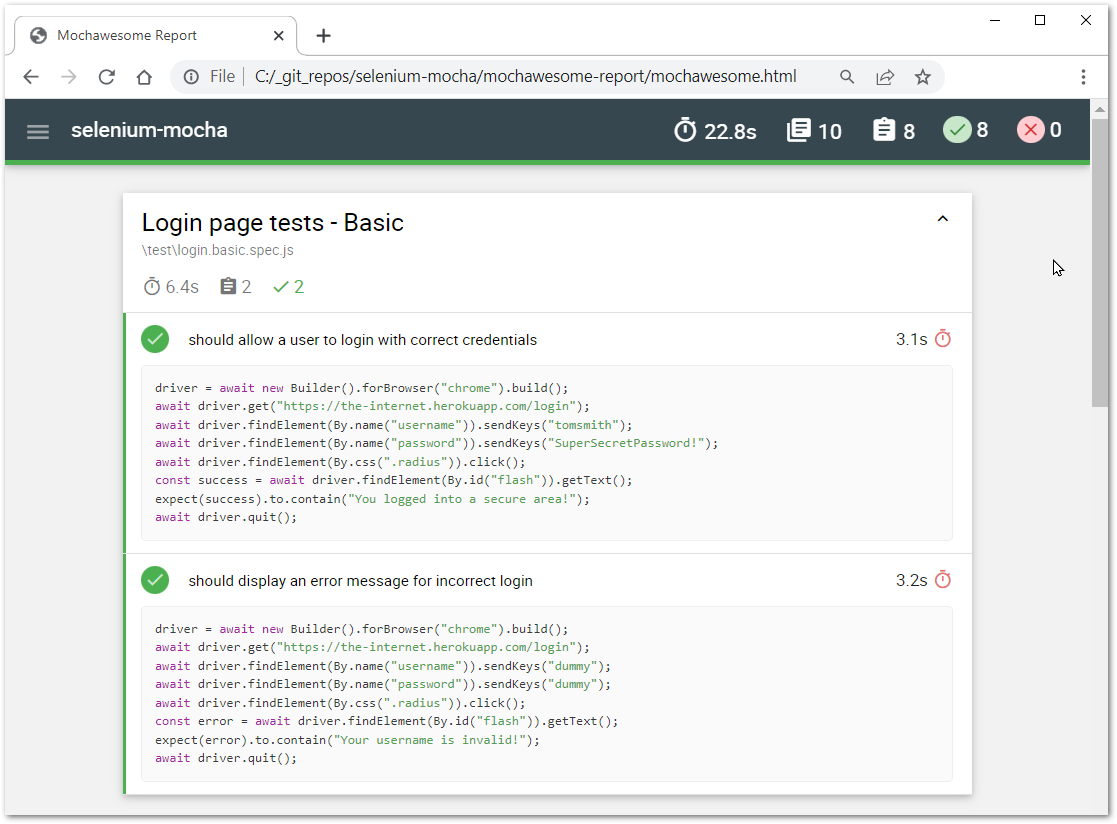 Mochawesome Report
File C:/_git_repos/selenium-mocha/mochawesome-report/mochawesome.html
selenium-mocha 22.8s 10 8 8 0
Login page tests - Basic
\test\login.basic.spec.js
6.4s 2 2
should allow a user to login with correct credentials 3.1s
driver = await new Builder().forBrowser("chrome").build();
await driver.get("https://the-internet.herokuapp.com/login");
await driver.findElement(By.name("username")).sendKeys("tomsmith");
await driver.findElement(By.name("password")).sendKeys("SuperSecretPassword!");
await driver.findElement(By.css(".radius")).click();
const success = await driver.findElement(By.id("flash")).getText();
expect(success).to.contain("You logged into a secure area!");
await driver.quit();
should display an error message for incorrect login 3.2s
driver = await new Builder().forBrowser("chrome").build();
await driver.get("https://the-internet.herokuapp.com/login");
await driver.findElement(By.name("username")).sendKeys("dummy");
await driver.findElement(By.name("password")).sendKeys("dummy");
await driver.findElement(By.css(".radius")).click();
const error = await driver.findElement(By.id("flash")).getText();
expect(error).to.contain("Your username is invalid!");
await driver.quit();